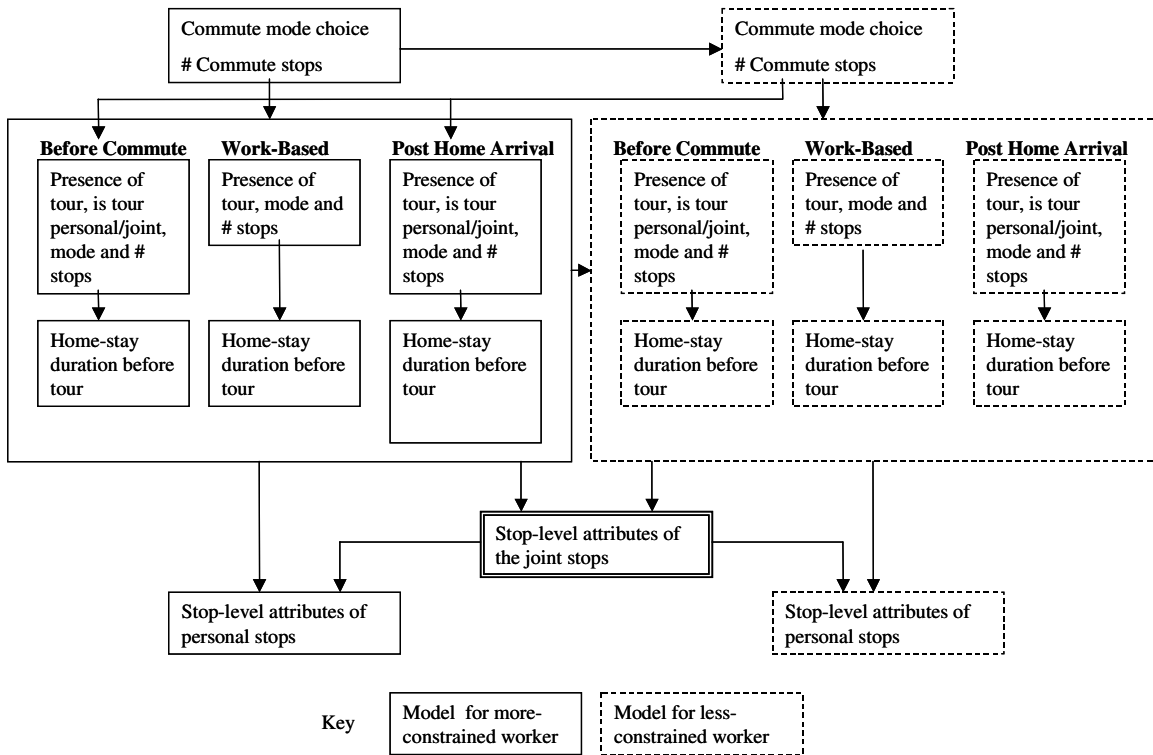 Commute mode choice
# Commute stops
Commute mode choice
# Commute stops
Before Commute
Presence of
tour, is tour
personal/joint,
mode and #
stops
Home-stay
duration before
tour
Work-Based
Presence of
tour, mode and
# stops
Home-stay
duration before
tour
Post Home Arrival
Presence of
tour, is tour
personal/joint,
mode and #
stops
Home-stay
duration before
tour
Before Commute
Presence of
tour, is tour
personal/joint,
mode and #
stops
Home-stay
duration before
tour
Work-Based
Presence of
tour, mode and
# stops
Home-stay
duration before
tour
Post Home Arrival
Presence of
tour, is tour
personal/joint,
mode and #
stops
Home-stay
duration before
tour
Stop-level attributes of
the joint stops
Stop-level attributes of
personal stops
Stop-level attributes of
personal stops
Key
Model for more-
constrained worker
Model for less-
constrained worker